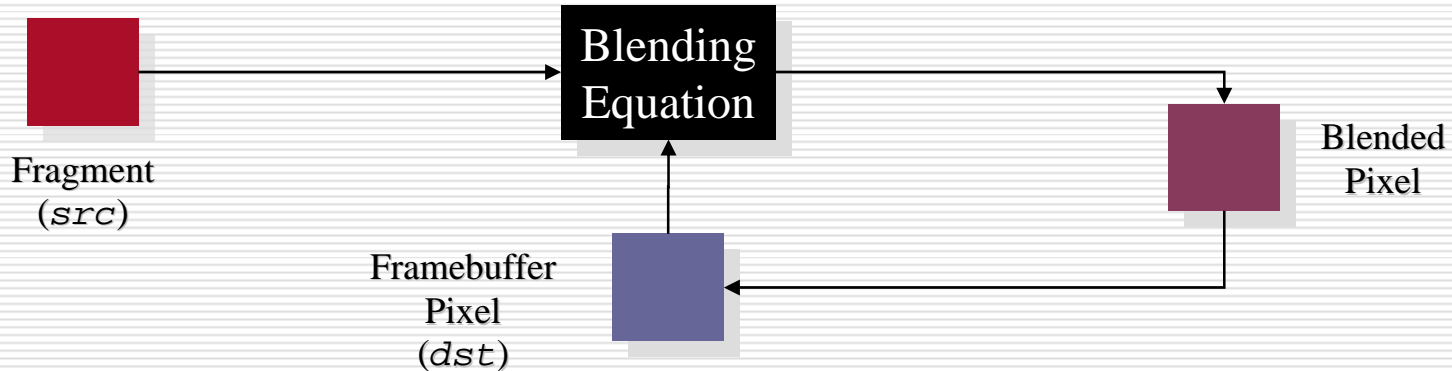 Blending
Equation
Fragment
(src)
Blended
Pixel
Framebuffer
Pixel
(dst)